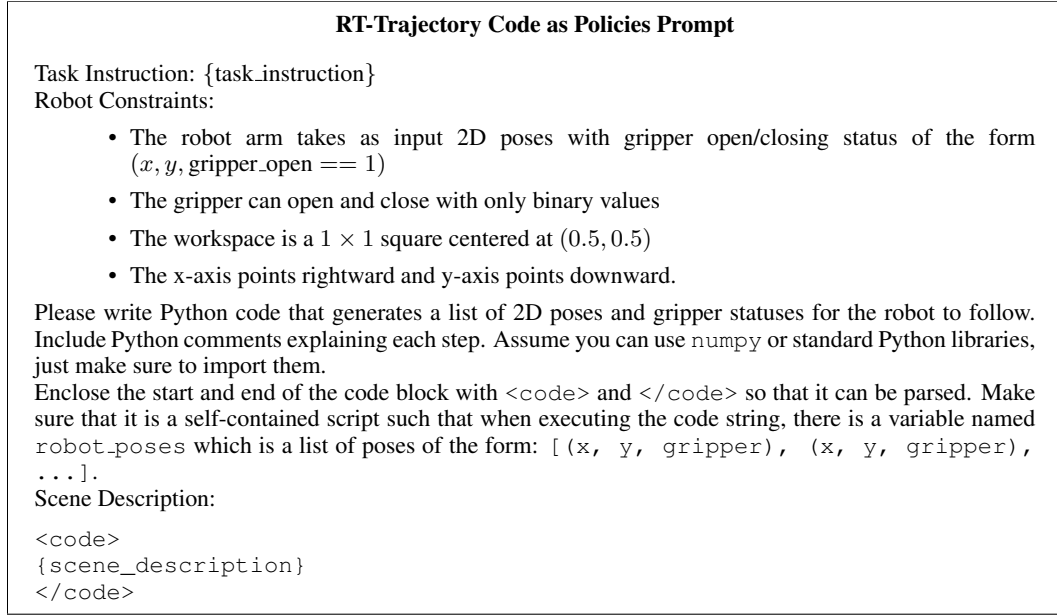 RT-Trajectory Code as Policies Prompt
Task Instruction: {task_instruction}
Robot Constraints:
• The robot arm takes as input 2D poses with gripper open/closing status of the form
(x, y, gripper_open == 1)
• The gripper can open and close with only binary values
• The workspace is a 1 × 1 square centered at (0.5, 0.5)
• The x-axis points rightward and y-axis points downward.
Please write Python code that generates a list of 2D poses and gripper statuses for the robot to follow.
Include Python comments explaining each step. Assume you can use numpy or standard Python libraries,
just make sure to import them.
Enclose the start and end of the code block with <code> and </code> so that it can be parsed. Make
sure that it is a self-contained script such that when executing the code string, there is a variable named
robot_poses which is a list of poses of the form: [(x, y, gripper), (x, y, gripper),
...].
Scene Description:
<code>
{scene_description}
</code>